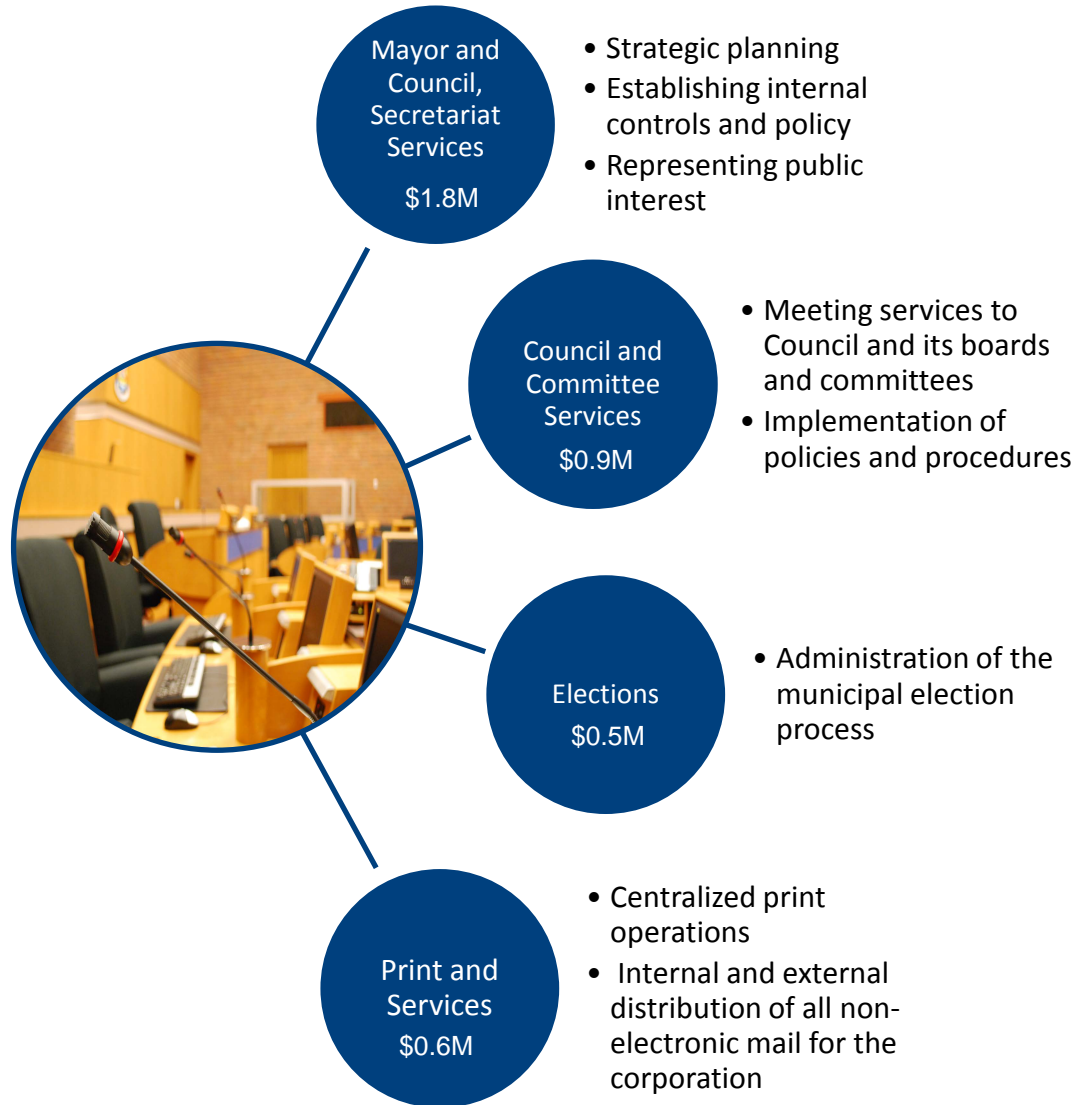 Mayor and
Council,
Secretariat
Services
$1.8M
• Strategic planning
• Establishing internal
controls and policy
• Representing public
interest
Council and
Committee
Services
$0.9M
• Meeting services to
Council and its boards
and committees
• Implementation of
policies and procedures
Elections
$0.5M
• Administration of the
municipal election
process
Print and
Services
$0.6M
• Centralized print
operations
• Internal and external
distribution of all non-
electronic mail for the
corporation